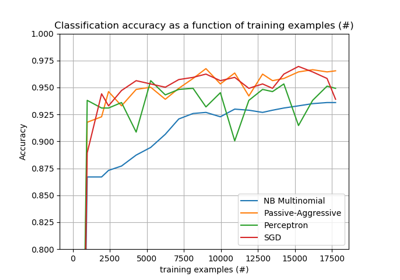 Classification accuracy as a function of training examples (#)
1.000
0.975
0.950
0.925
0.900
0.875
0.850
0.825
0.800
Accuracy
NB Multinomial
Passive-Aggressive
Perceptron
SGD
0 2500 5000 7500 10000 12500 15000 17500
training examples (#)